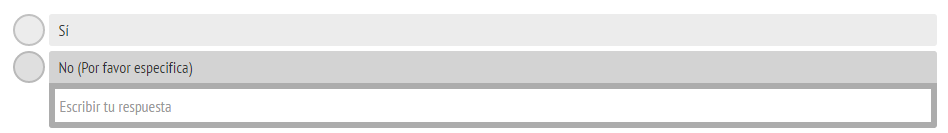 Sí
No (Por favor especifica)
Escribir tu respuesta